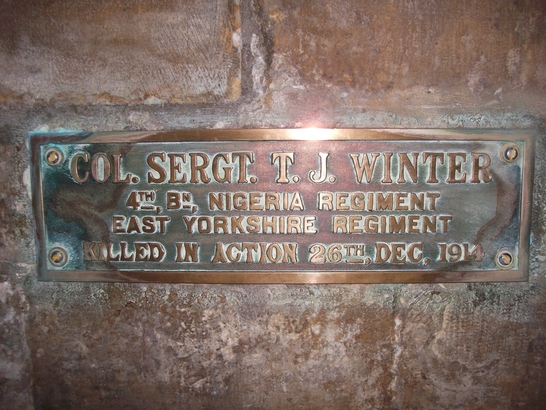 COL. SERGT. T. J. WINTER
4TH, BN, NIGERIA REGIMENT
EAST YORKSHIRE REGIMENT
KILLED IN ACTION 26TH, DEC, 1914